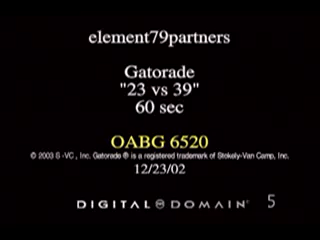 element79partners
Gatorade
"23 vs 39"
60 sec
OABG 6520
© 2003 S -VC , Inc. Gatorade ® is a registered trademark of Stokely-Van Camp, Inc.
12/23/02
DIGITAL DOMAIN
5